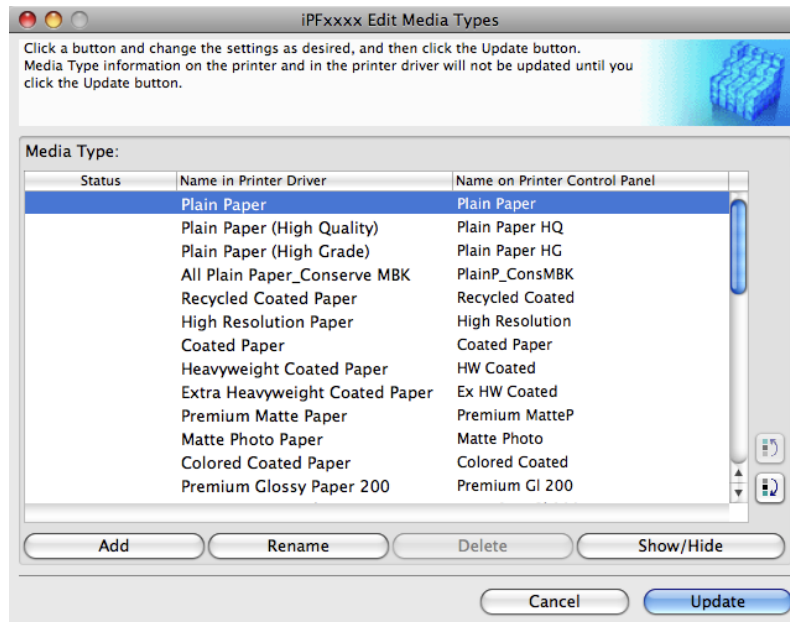 iPFxxxx Edit Media Types
Click a button and change the settings as desired, and then click the Update button.
Media Type information on the printer and in the printer driver will not be updated until you
click the Update button.
Media Type:
Status Name in Printer Driver Name on Printer Control Panel
Plain Paper Plain Paper
Plain Paper (High Quality) Plain Paper HQ
Plain Paper (High Grade) Plain Paper HG
All Plain Paper_Conserve MBK PlainP_ConsMBK
Recycled Coated Paper Recycled Coated
High Resolution Paper High Resolution
Coated Paper Coated Paper
Heavyweight Coated Paper HW Coated
Extra Heavyweight Coated Paper Ex HW Coated
Premium Matte Paper Premium MatteP
Matte Photo Paper Matte Photo
Colored Coated Paper Colored Coated
Premium Glossy Paper 200 Premium Gl 200
Add Rename Delete Show/Hide
Cancel Update